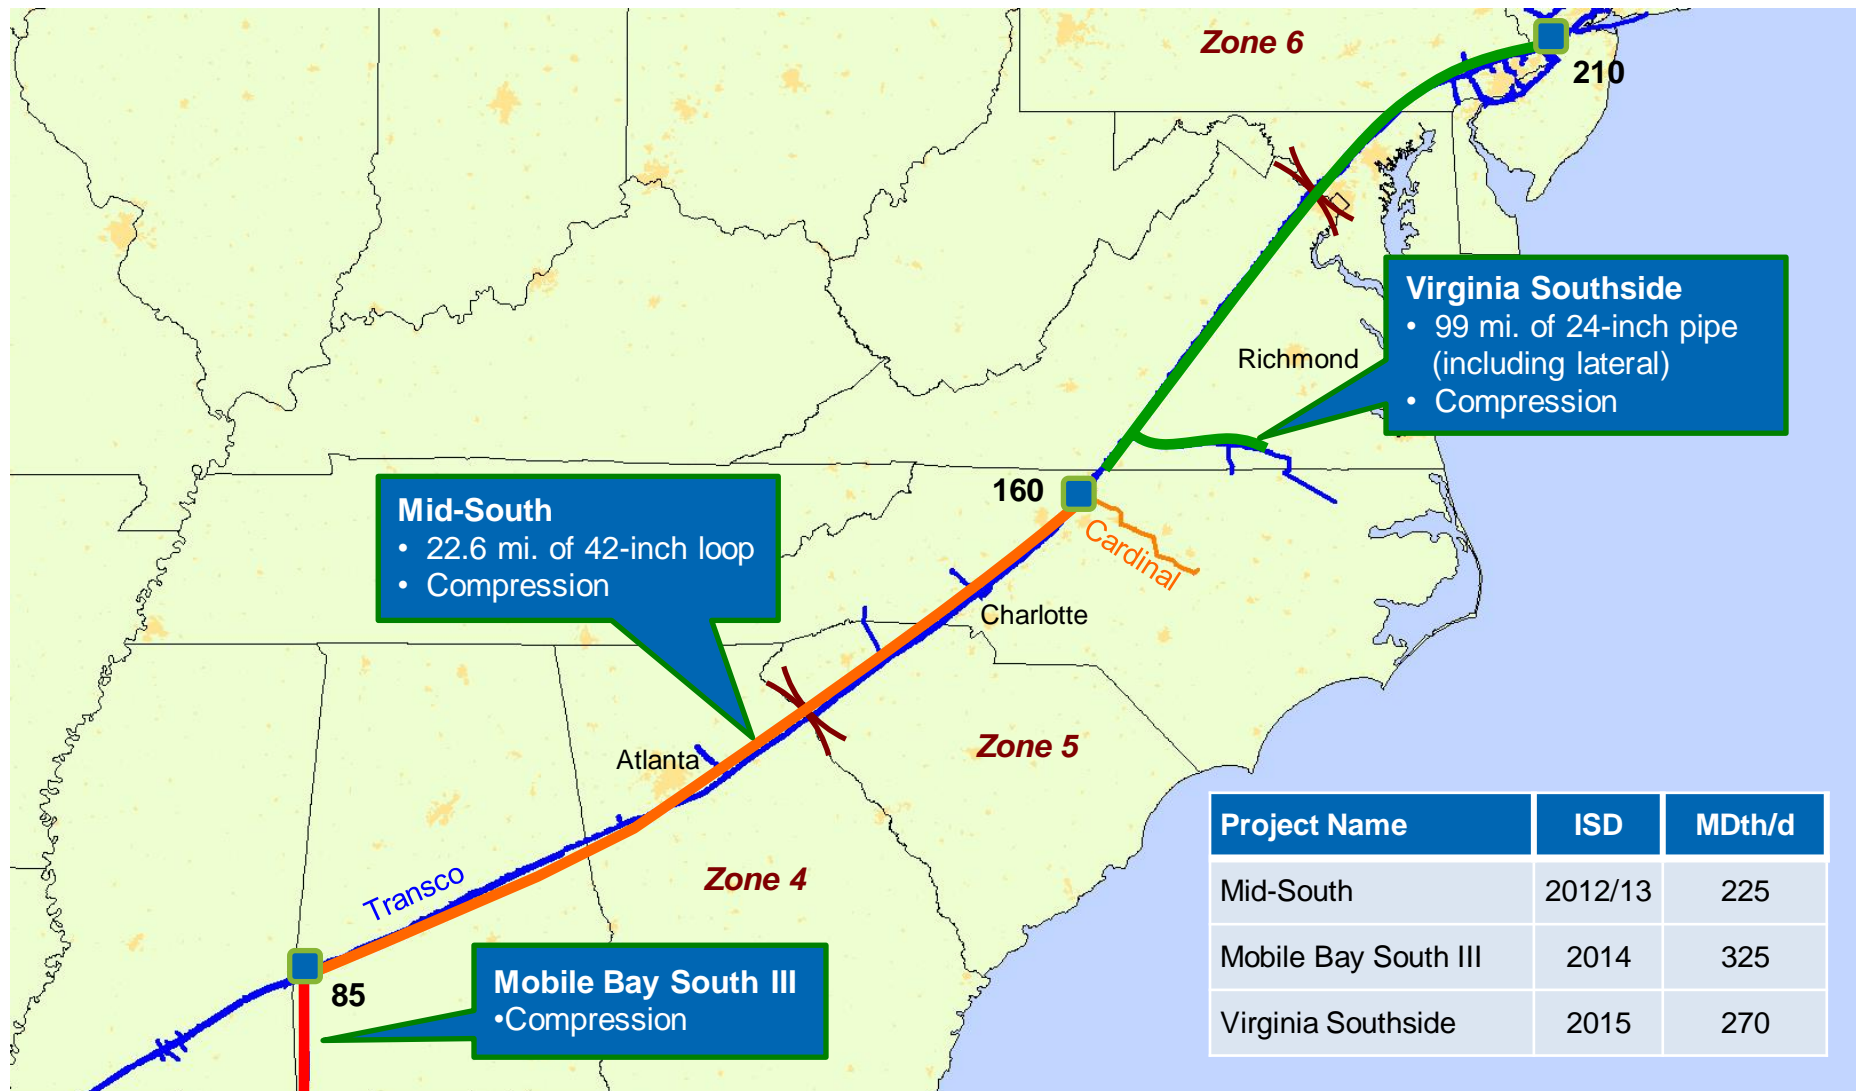 Zone 6
210
Virginia Southside
• 99 mi. of 24-inch pipe
(including lateral)
• Compression
Richmond
160
Cardinal
Mid-South
• 22.6 mi. of 42-inch loop
• Compression
Charlotte
Zone 5
Atlanta
Zone 4
Transco
85
Mobile Bay South III
•Compression
Project Name ISD MDth/d
Mid-South 2012/13 225
Mobile Bay South III 2014 325
Virginia Southside 2015 270